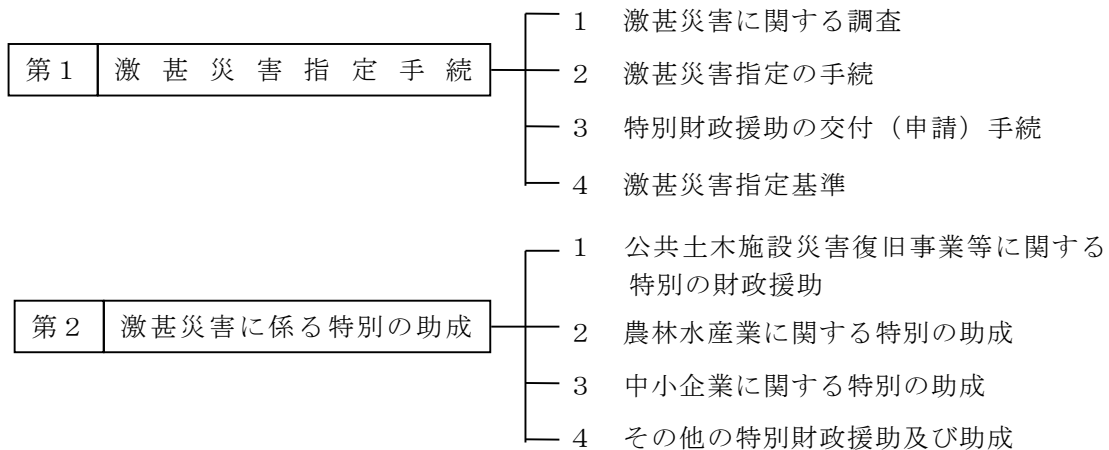 第１ 激甚災害指定手続
１ 激甚災害に関する調査
２ 激甚災害指定の手続
３ 特別財政援助の交付（申請）手続
４ 激甚災害指定基準
第２ 激甚災害に係る特別の助成
１ 公共土木施設災害復旧事業等に関する
特別の財政援助
２ 農林水産業に関する特別の助成
３ 中小企業に関する特別の助成
４ その他の特別財政援助及び助成